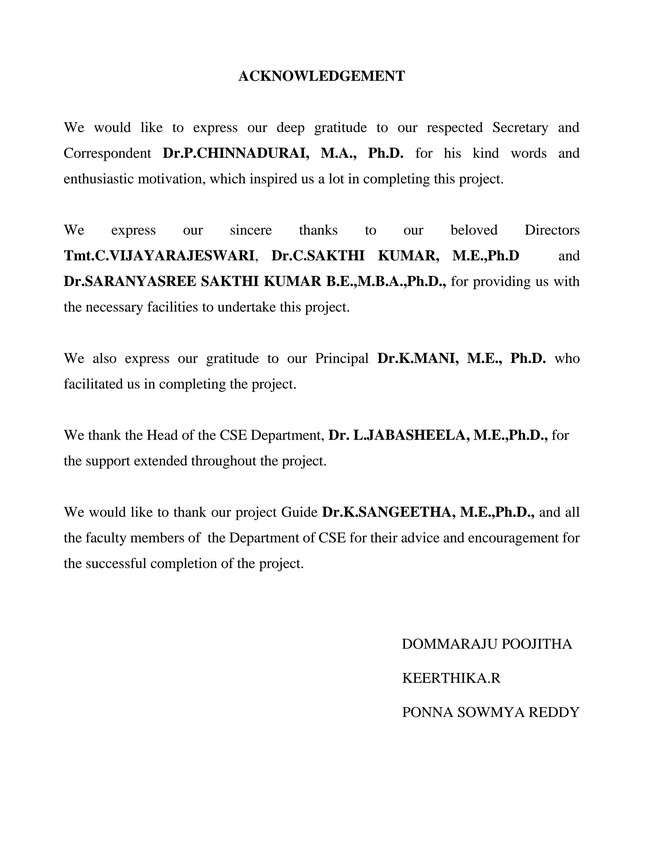 ACKNOWLEDGEMENT
We would like to express our deep gratitude to our respected Secretary and
Correspondent Dr.P.CHINNADURAI, M.A., Ph.D. for his kind words and
enthusiastic motivation, which inspired us a lot in completing this project.
We express our sincere thanks to our beloved Directors
Tmt.C.VIJAYARAJESWARI, Dr.C.SAKTHI KUMAR, M.E.,Ph.D and
Dr.SARANYASREE SAKTHI KUMAR B.E.,M.B.A.,Ph.D., for providing us with
the necessary facilities to undertake this project.
We also express our gratitude to our Principal Dr.K.MANI, M.E., Ph.D. who
facilitated us in completing the project.
We thank the Head of the CSE Department, Dr. L.JABASHEELA, M.E.,Ph.D., for
the support extended throughout the project.
We would like to thank our project Guide Dr.K.SANGEETHA, M.E.,Ph.D., and all
the faculty members of the Department of CSE for their advice and encouragement for
the successful completion of the project.
DOMMARAJU POOJITHA
KEERTHIKA.R
PONNA SOWMYA REDDY